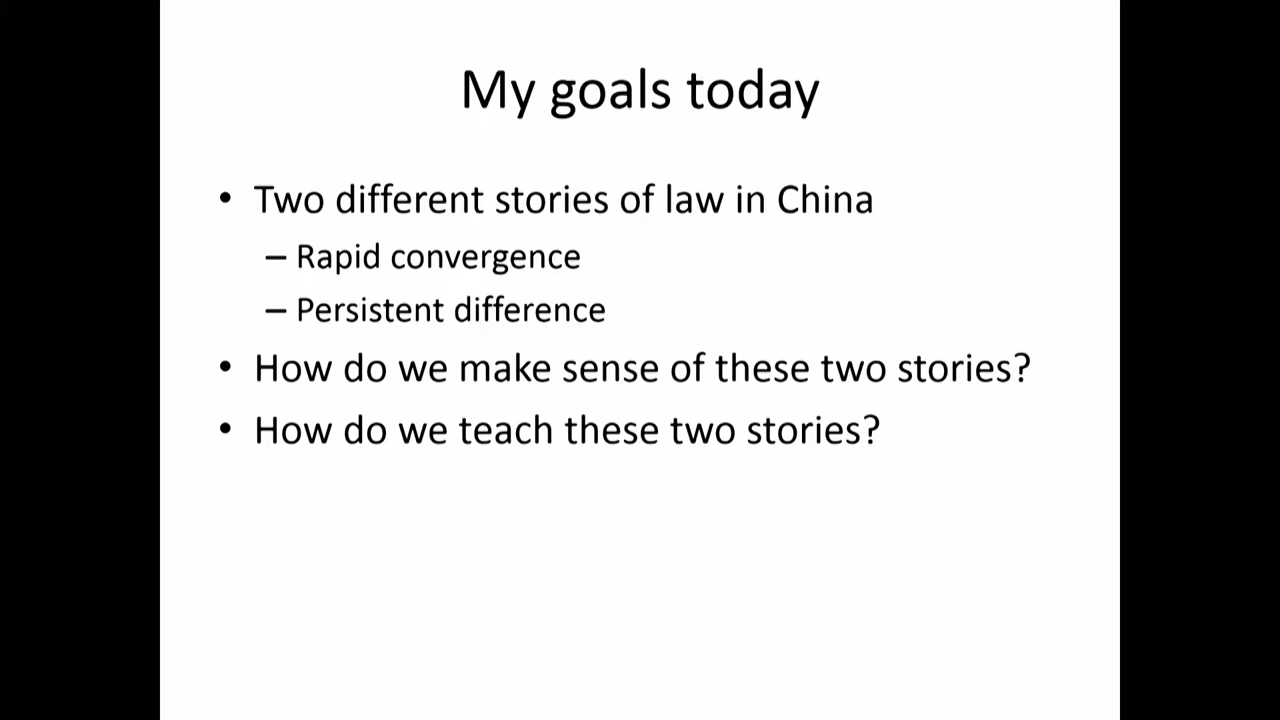 My goals today
• Two different stories of law in China
– Rapid convergence
– Persistent difference
• How do we make sense of these two stories?
• How do we teach these two stories?